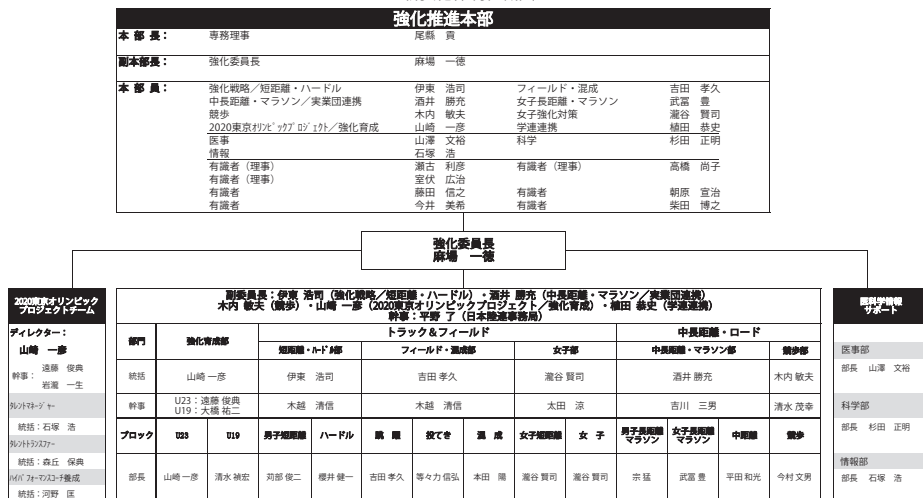 強化推進本部
本 部 長： 専務理事 尾縣 貢
副本部長： 強化委員長 麻場 一徳
本 部 員： 強化戦略／短距離・ハードル 伊東 浩司 フィールド・混成 吉田 孝久
中長距離・マラソン／実業団連携 酒井 勝充 女子長距離・マラソン 武冨 豊
競歩 木内 敏夫 女子強化対策 瀧谷 賢司
2020東京オリンピックプロジェクト／強化育成 山崎 一彦 学連連携 植田 恭史
医事 山澤 文裕 科学 杉田 正明
情報 石塚 浩
有識者（理事） 瀬古 利彦 有識者（理事） 高橋 尚子
有識者（理事） 室伏 広治
有識者 藤田 信之 有識者 朝原 宣治
有識者 今井 美希 有識者 柴田 博之
強化委員長
麻場 一徳
2020東京オリンピック
プロジェクトチーム
ディレクター：
山崎 一彦
幹事： 遠藤 俊典
岩瀧 一生
タレントマネージャー
統括：石塚 浩
タレントトランスファー
統括：森丘 保典
ハイパフォーマンスコーチ養成
統括：河野 匡
副委員長：伊東 浩司（強化戦略／短距離・ハードル）・酒井 勝充（中長距離・マラソン／実業団連携）
木内 敏夫（競歩）・山崎 一彦（2020東京オリンピックプロジェクト／強化育成）・植田 恭史（学連連携）
幹事：平野 了（日本陸連事務局）
部門 強化育成部 トラック＆フィールド 中長距離・ロード
短距離・ハードル部 フィールド・混成部 女子部 中長距離・マラソン部 競歩部
統括 山崎 一彦 伊東 浩司 吉田 孝久 瀧谷 賢司 酒井 勝充 木内 敏夫
幹事 U23：遠藤 俊典 木越 清信 木越 清信 太田 涼 吉川 三男 清水 茂幸
U19：大橋 祐二
ブロック U23 U19 男子短距離 ハードル 跳 躍 投てき 混 成 女子短距離 女 子 男子長距離マラソン 女子長距離マラソン 中距離 競歩
部長 山崎 一彦 清水 禎宏 苅部 俊二 櫻井 健一 吉田 孝久 等々力 信弘 本田 陽 瀧谷 賢司 瀧谷 賢司 宗 猛 武冨 豊 平田 和光 今村 文男
医科学情報
サポート
医事部
部長 山澤 文裕
科学部
部長 杉田 正明
情報部
部長 石塚 浩